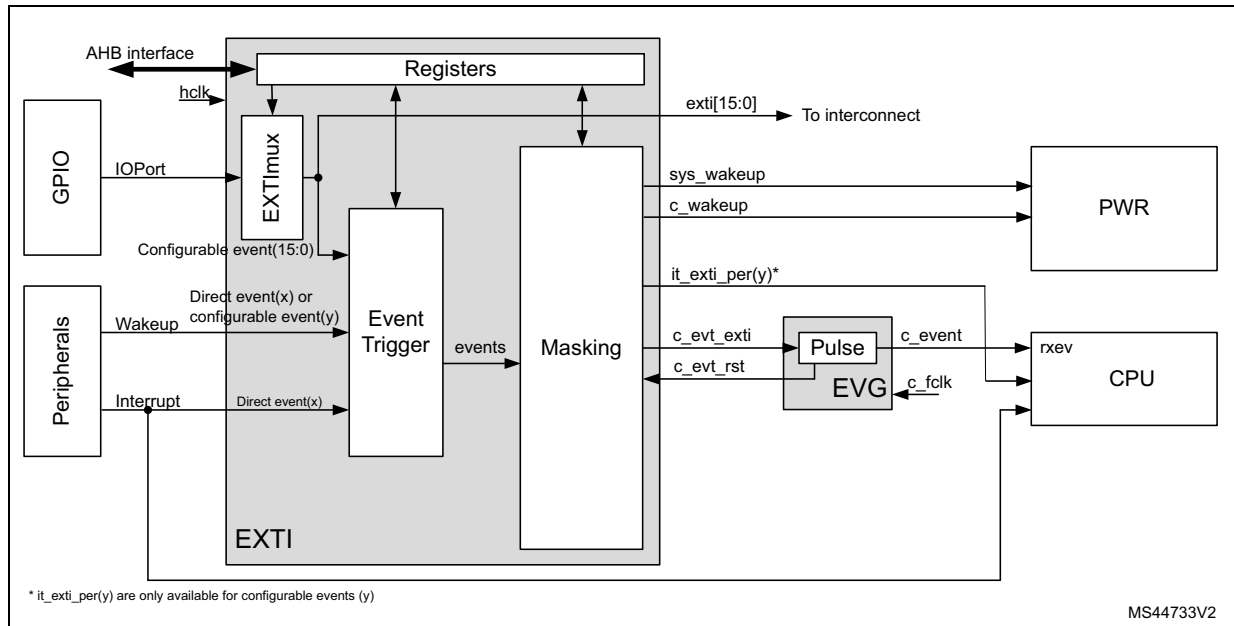 AHB interface
Registers
hclk
exti[15:0]
To interconnect
GPIO
IOPort
EXTImux
sys_wakeup
c_wakeup
PWR
Configurable event(15:0)
it_exti_per(y)*
Direct event(x) or
configurable event(y)
Peripherals
Wakeup
Event
Trigger
events
Masking
c_evt_exti
Pulse
c_event
rxev
CPU
c_evt_rst
EVG
c_fclk
Interrupt
Direct event(x)
EXTI
* it_exti_per(y) are only available for configurable events (y)
MS44733V2